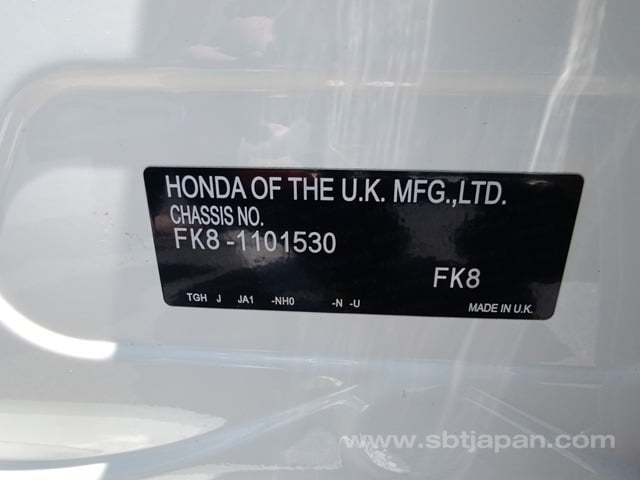 HONDA OF THE U.K. MFG.,LTD.
CHASSIS NO.
FK8 -1101530
FK8
TGH J JA1 -NH0 -N -U
MADE IN U.K.
www.sbtjapan.com